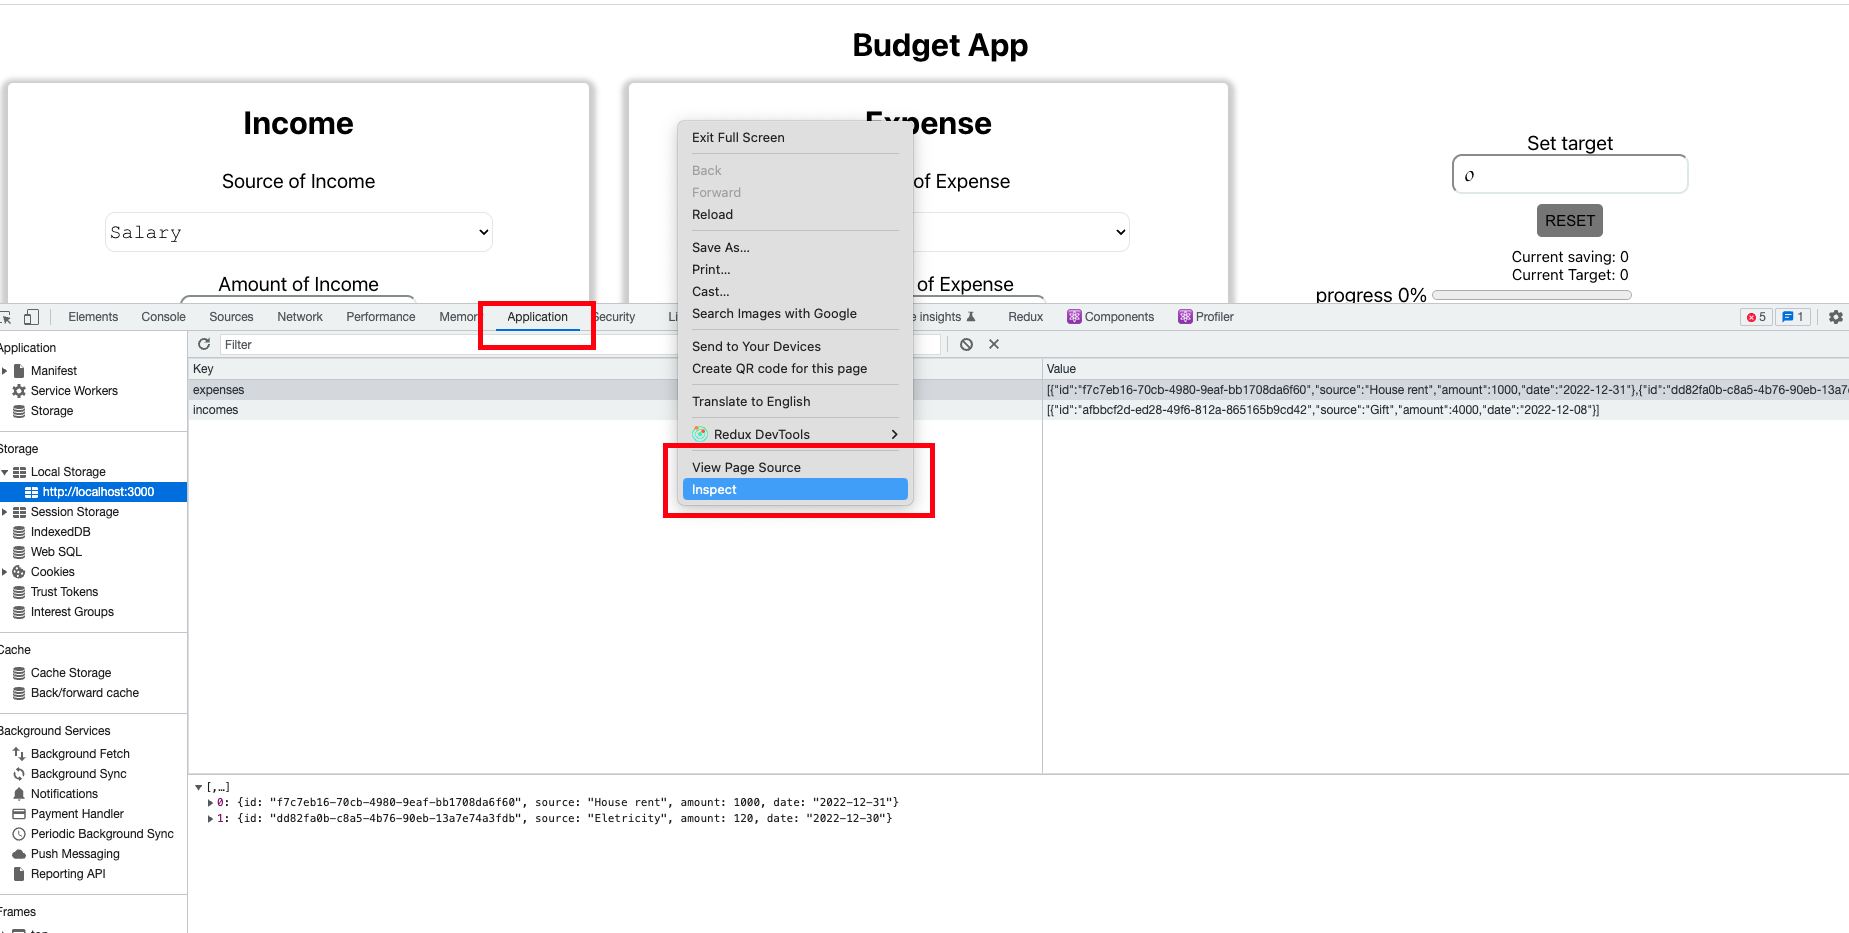 Budget App
Income
Source of Income
Salary
Amount of Income
Expense
of Expense
of Expense
Set target
0
RESET
Current saving: 0
Current Target: 0
progress 0%
Exit Full Screen
Back
Forward
Reload
Save As...
Print...
Cast...
Search Images with Google
Send to Your Devices
Create QR code for this page
Translate to English
Redux DevTools
View Page Source
Inspect
Elements Console Sources Network Performance Memor Application Security Li e insights Redux Components Profiler 5 1
Filter
Key Value
expenses [{"id":"f7c7eb16-70cb-4980-9eaf-bb1708da6f60","source":"House rent","amount":1000,"date":"2022-12-31"},{"id":"dd82fa0b-c8a5-4b76-90eb-13a7e
incomes [{"id":"afbbcf2d-ed28-49f6-812a-865165b9cd42","source":"Gift","amount":4000,"date":"2022-12-08"}]
Application
Manifest
Service Workers
Storage
Storage
Local Storage
http://localhost:3000
Session Storage
IndexedDB
Web SQL
Cookies
Trust Tokens
Interest Groups
Cache
Cache Storage
Back/forward cache
Background Services
Background Fetch
Background Sync
Notifications
Payment Handler
Periodic Background Sync
Push Messaging
Reporting API
Frames
[,…]
0: {id: "f7c7eb16-70cb-4980-9eaf-bb1708da6f60", source: "House rent", amount: 1000, date: "2022-12-31"}
1: {id: "dd82fa0b-c8a5-4b76-90eb-13a7e74a3fdb", source: "Eletricity", amount: 120, date: "2022-12-30"}